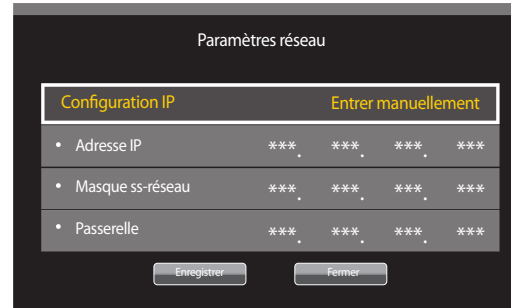 Paramètres réseau
Configuration IP Entrer manuellement
• Adresse IP ***. ***. ***. ***
• Masque ss-réseau ***. ***. ***. ***
• Passerelle ***. ***. ***. ***
Enregistrer Fermer